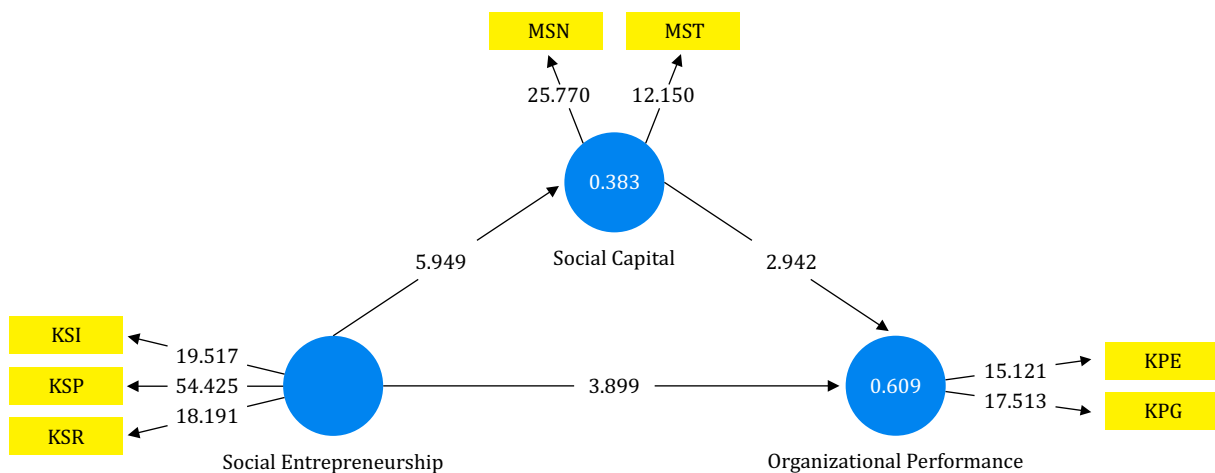 MSN MST
25.770 12.150
0.383
Social Capital
5.949 2.942
KSI
19.517
KSP 54.425
KSR 18.191
3.899
0.609
15.121 KPE
17.513 KPG
Social Entrepreneurship Organizational Performance